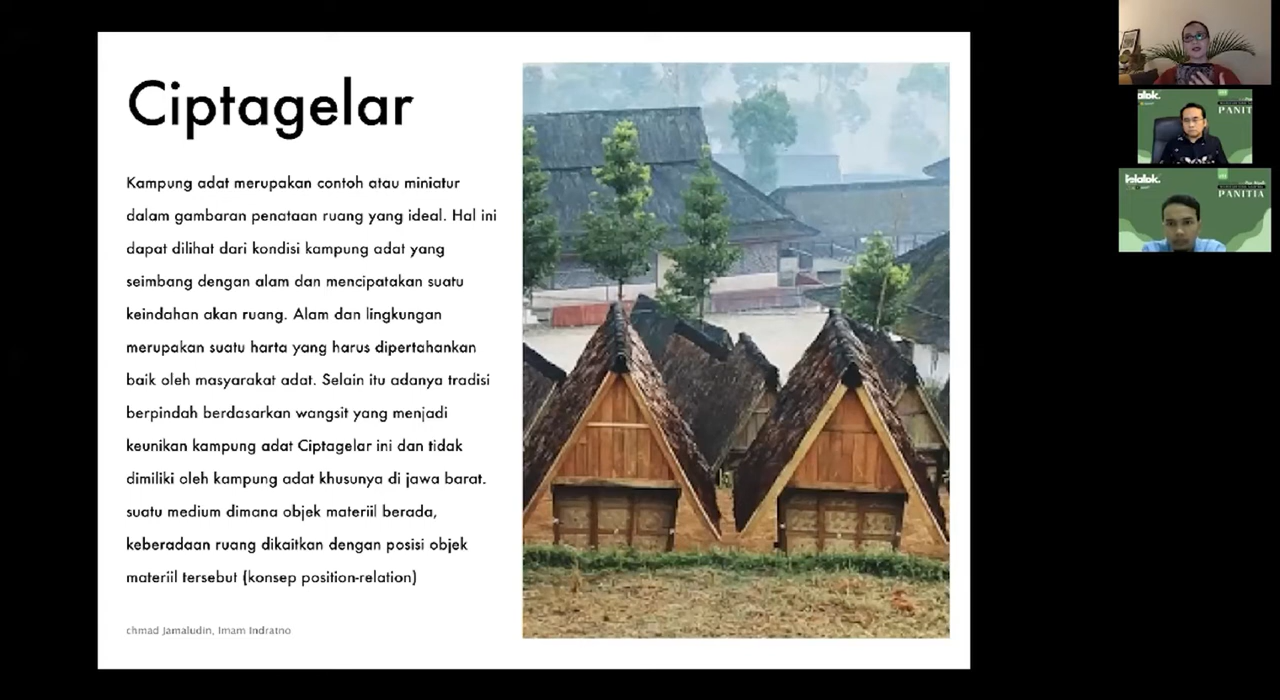 Ciptagelar
Kampung adat merupakan contoh atau miniatur
dalam gambaran penataan ruang yang ideal. Hal ini
dapat dilihat dari kondisi kampung adat yang
seimbang dengan alam dan mencipatakan suatu
keindahan akan ruang. Alam dan lingkungan
merupakan suatu harta yang harus dipertahankan
baik oleh masyarakat adat. Selain itu adanya tradisi
berpindah berdasarkan wangsit yang menjadi
keunikan kampung adat Ciptagelar ini dan tidak
dimiliki oleh kampung adat khusunya di jawa barat.
suatu medium dimana objek materiil berada,
keberadaan ruang dikaitkan dengan posisi objek
materiil tersebut (konsep position-relation)
chmad Jamaludin, Imam Indratno
PANIT
PANITIA